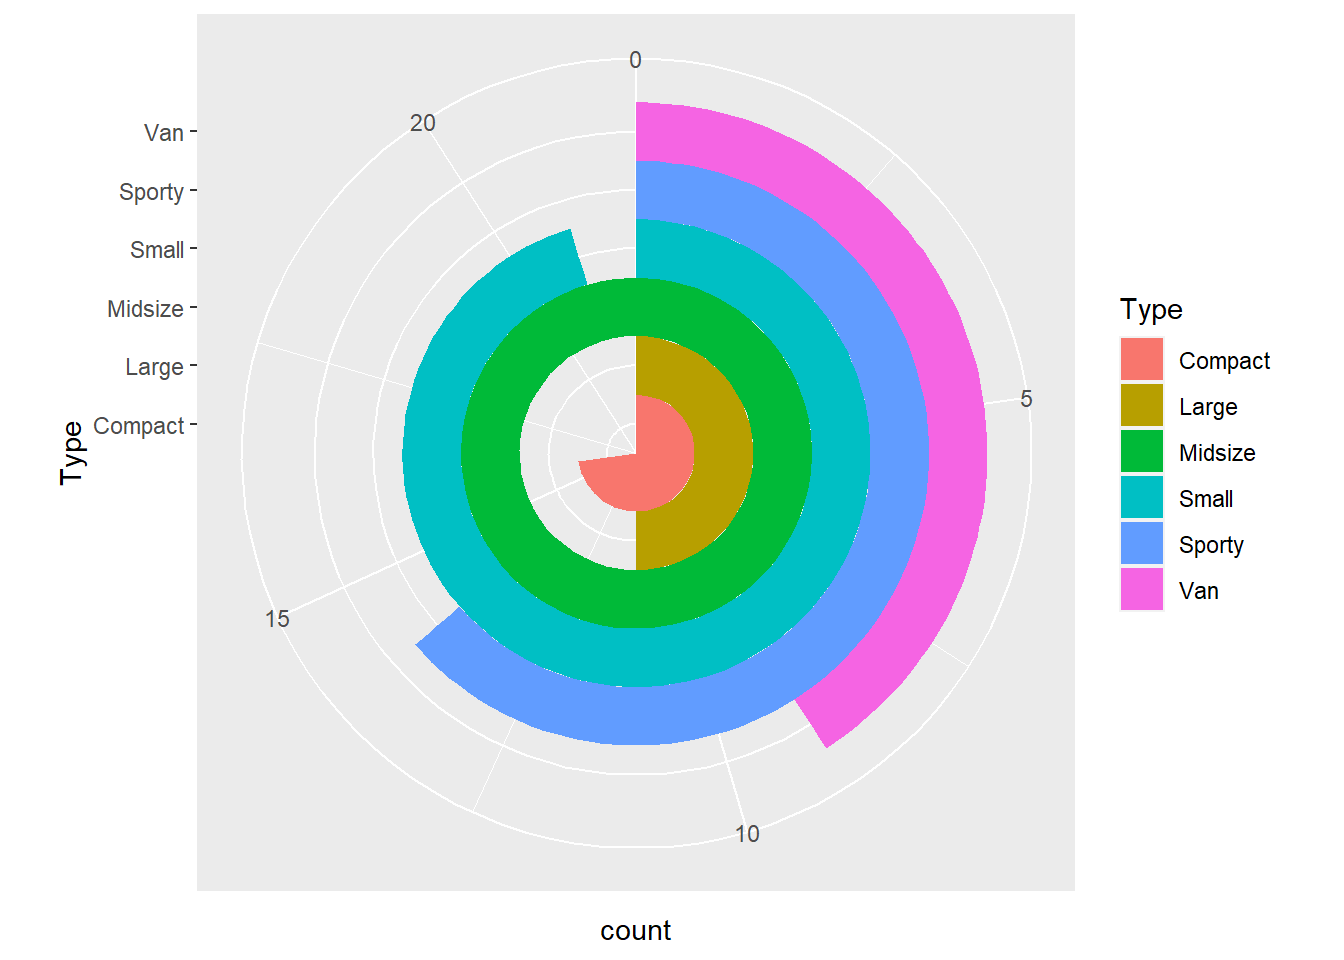 0
20
5
15
10
Van
Sporty
Small
Midsize
Large
Compact
Type
count
Type
Compact
Large
Midsize
Small
Sporty
Van